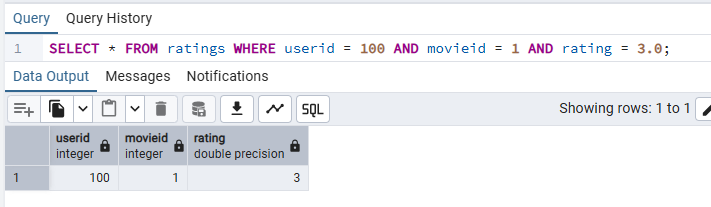 Query Query History
1 SELECT * FROM ratings WHERE userid = 100 AND movieid = 1 AND rating = 3.0;
Data Output Messages Notifications
SQL Showing rows: 1 to 1
userid movieid rating
integer integer double precision
1 100 1 3